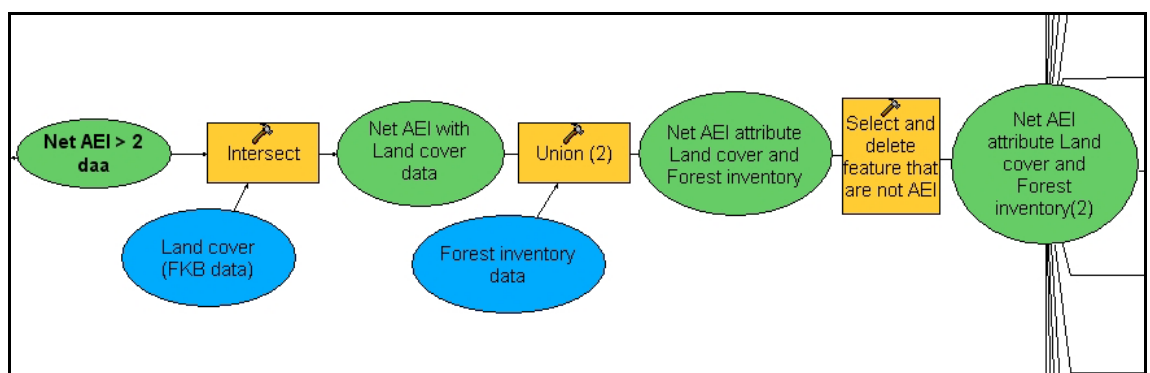 Net AEI > 2
daa
Intersect
Land cover
(FKB data)
Net AEI with
Land cover
data
Union (2)
Forest inventory
data
Net AEI attribute
Land cover and
Forest inventory
Select and
delete
feature that
are not AEI
Net AEI
attribute Land
cover and
Forest
inventory(2)